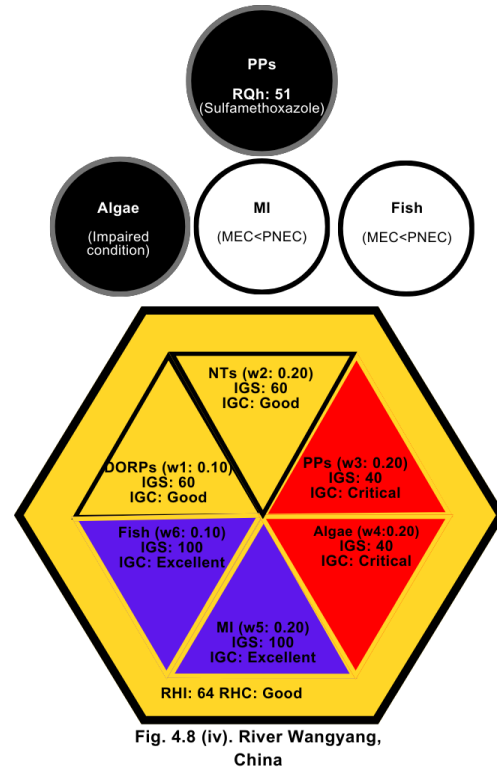 PPs
RQh: 51
(Sulfamethoxazole)
Algae
(Impaired
condition)
MI
(MEC<PNEC)
Fish
(MEC<PNEC)
NTs (w2: 0.20)
IGS: 60
IGC: Good
DORPs (w1: 0.10)
IGS: 60
IGC: Good
PPs (w3: 0.20)
IGS: 40
IGC: Critical
Fish (w6: 0.10)
IGS: 100
IGC: Excellent
Algae (w4:0.20)
IGS: 40
IGC: Critical
MI (w5: 0.20)
IGS: 100
IGC: Excellent
RHI: 64 RHC: Good
Fig. 4.8 (iv). River Wangyang,
China